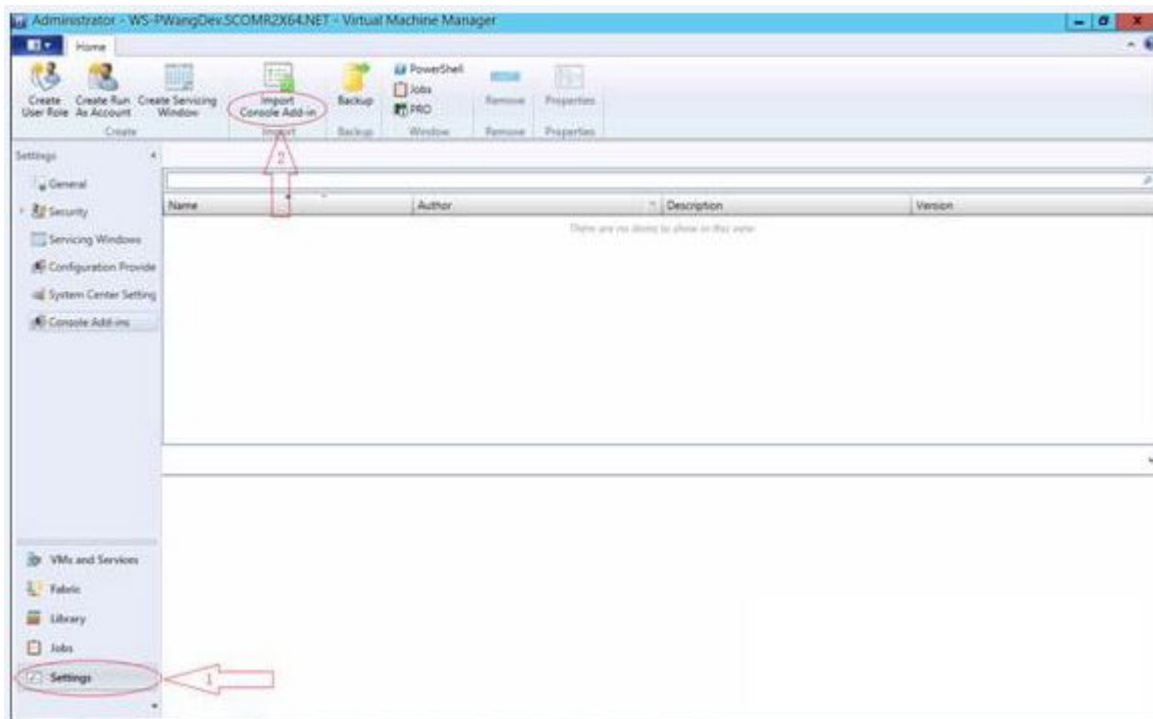 Administrator - WS-PWangDev.SCOMR2X64.NET - Virtual Machine Manager
Home
Create User Role
Create Run As Account
Create Servicing Window
Import Console Add-in
Backup
PowerShell
Jobs
PRO
Remove
Properties
Create
Import
Backup
Window
Remove
Properties
2
Settings
General
Security
Servicing Windows
Configuration Provide
System Center Setting
Console Add-ins
Name
Author
Description
Version
There are no items to show in this view
VMs and Services
Fabric
Library
Jobs
Settings
1